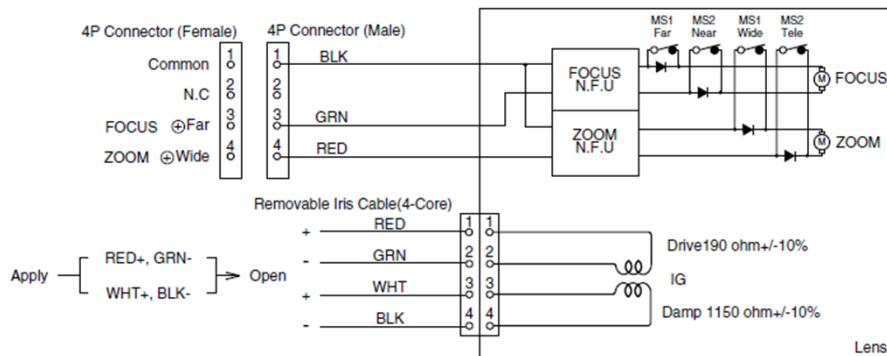 4P Connector (Female)
4P Connector (Male)
MS1 Far
MS2 Near
MS1 Wide
MS2 Tele
Common
1
1
BLK
N.C
2
2
FOCUS ⊕Far
3
3
GRN
ZOOM ⊕Wide
4
4
RED
FOCUS N.F.U
ZOOM N.F.U
M
FOCUS
M
ZOOM
Removable Iris Cable(4-Core)
+
RED
1
1
-
GRN
2
2
+
WHT
3
3
-
BLK
4
4
Apply
RED+, GRN-
WHT+, BLK-
Open
Drive190 ohm+/-10%
IG
Damp 1150 ohm+/-10%
Lens